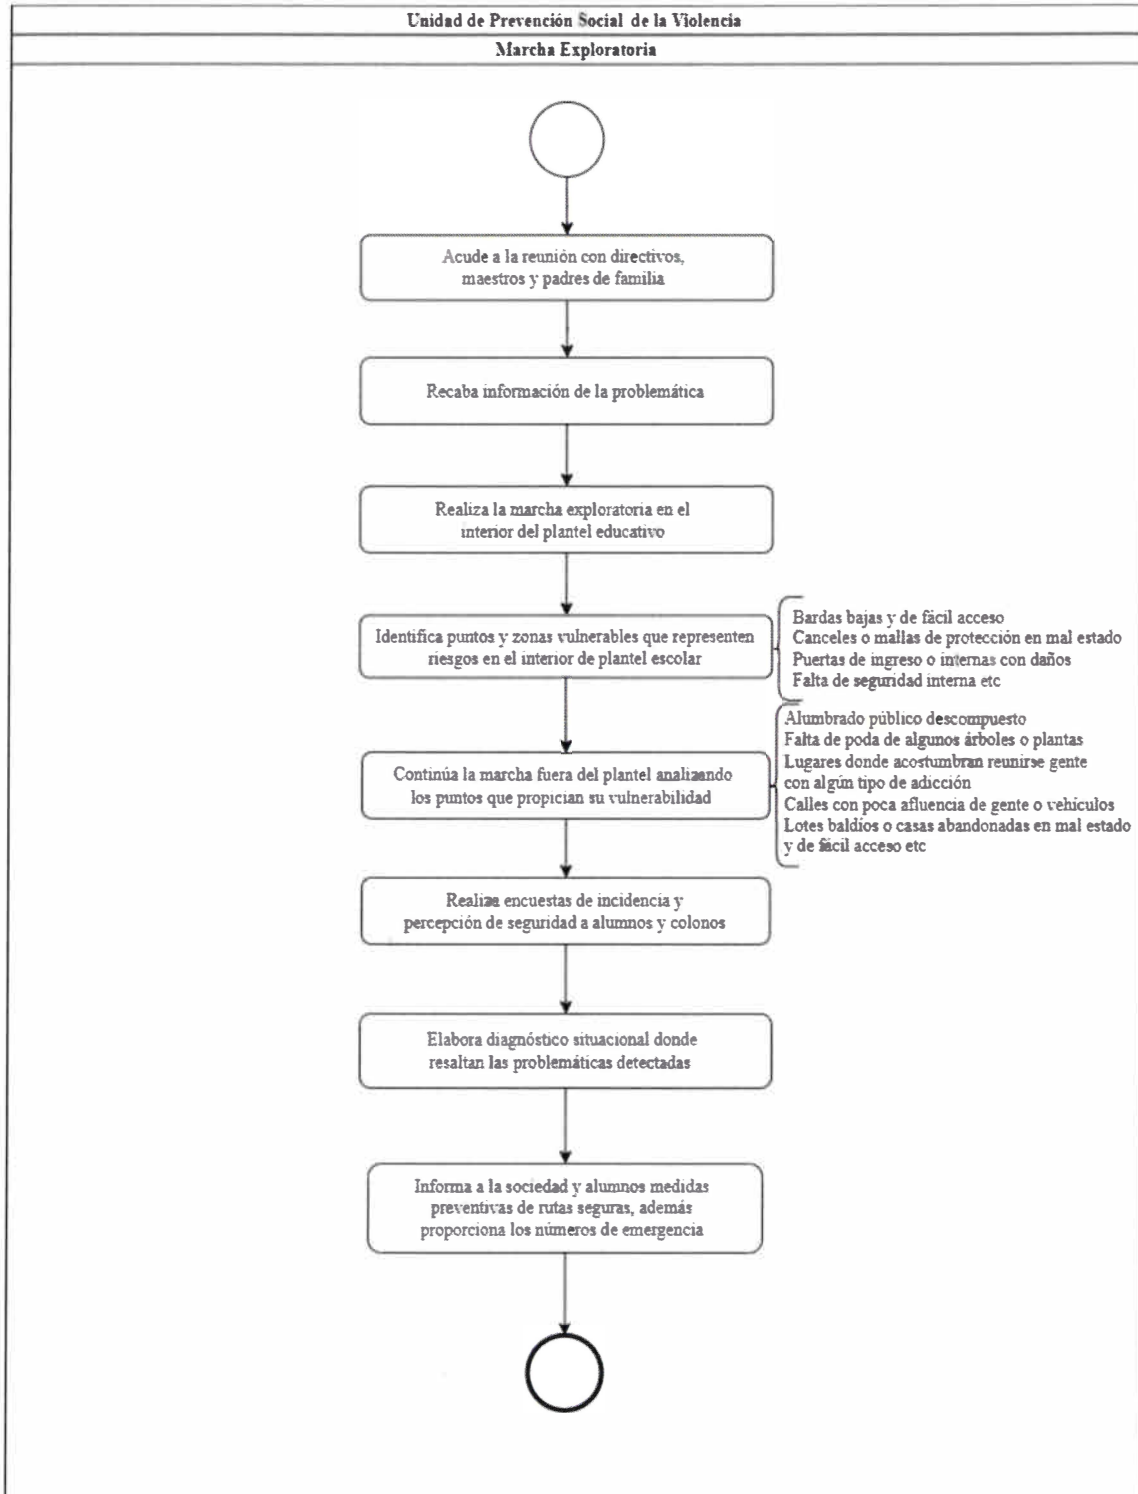 Unidad de Prevención Social de la Violencia
Marcha Exploratoria
Acude a la reunión con directivos,
maestros y padres de familia
Recaba información de la problemática
Realiza la marcha exploratoria en el
interior del plantel educativo
Identifica puntos y zonas vulnerables que representen
riesgos en el interior de plantel escolar
Bardas bajas y de fácil acceso
Canceles o mallas de protección en mal estado
Puertas de ingreso o internas con daños
Falta de seguridad interna etc
Continúa la marcha fuera del plantel analizando
los puntos que propician su vulnerabilidad
Alumbrado público descompuesto
Falta de poda de algunos árboles o plantas
Lugares donde acostumbran reunirse gente
con algún tipo de adicción
Calles con poca afluencia de gente o vehículos
Lotes baldíos o casas abandonadas en mal estado
y de fácil acceso etc
Realiza encuestas de incidencia y
percepción de seguridad a alumnos y colonos
Elabora diagnóstico situacional donde
resaltan las problemáticas detectadas
Informa a la sociedad y alumnos medidas
preventivas de rutas seguras, además
proporciona los números de emergencia